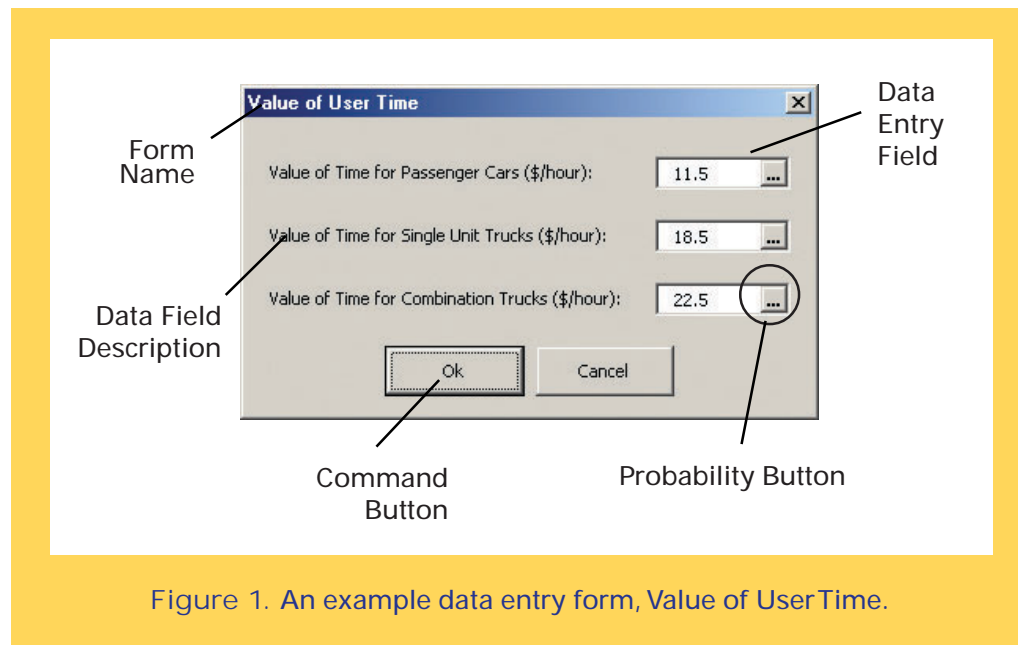 Value of User Time
Data
Entry
Field
Form
Name
Value of Time for Passenger Cars ($/hour):
11.5
...
Value of Time for Single Unit Trucks ($/hour):
18.5
...
Value of Time for Combination Trucks ($/hour):
22.5
...
Data Field
Description
Ok
Cancel
Command
Button
Probability Button
Figure 1. An example data entry form, Value of UserTime.